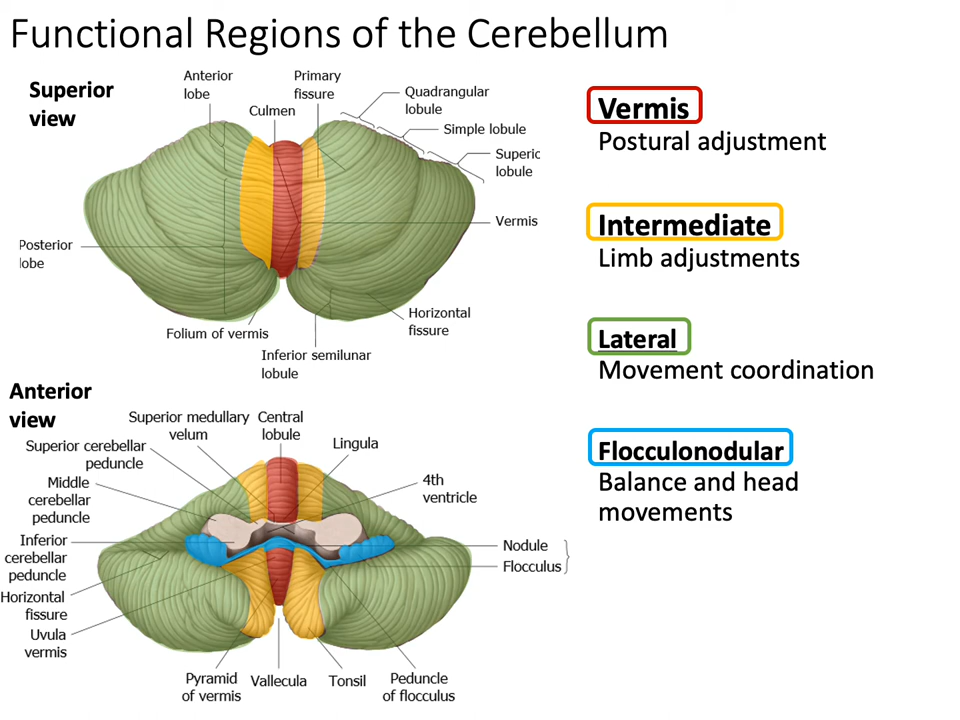 Functional Regions of the Cerebellum
Superior
view
Anterior
lobe
Culmen
Primary
fissure
Quadrangular
lobule
Simple lobule
Superic
lobule
Vermis
Posterior
lobe
Folium of vermis
Inferior semilunar
lobule
Horizontal
fissure
Anterior
view
Superior medullary
velum
Central
lobule
Lingula
Superior cerebellar
peduncle
Middle
cerebellar
peduncle
4th
ventricle
Inferior
cerebellar
peduncle
Nodule
Flocculus
Horizontal
fissure
Uvula
vermis
Pyramid
of vermis
Vallecula
Tonsil
Peduncle
of flocculus
Vermis
Postural adjustment
Intermediate
Limb adjustments
Lateral
Movement coordination
Flocculonodular
Balance and head
movements